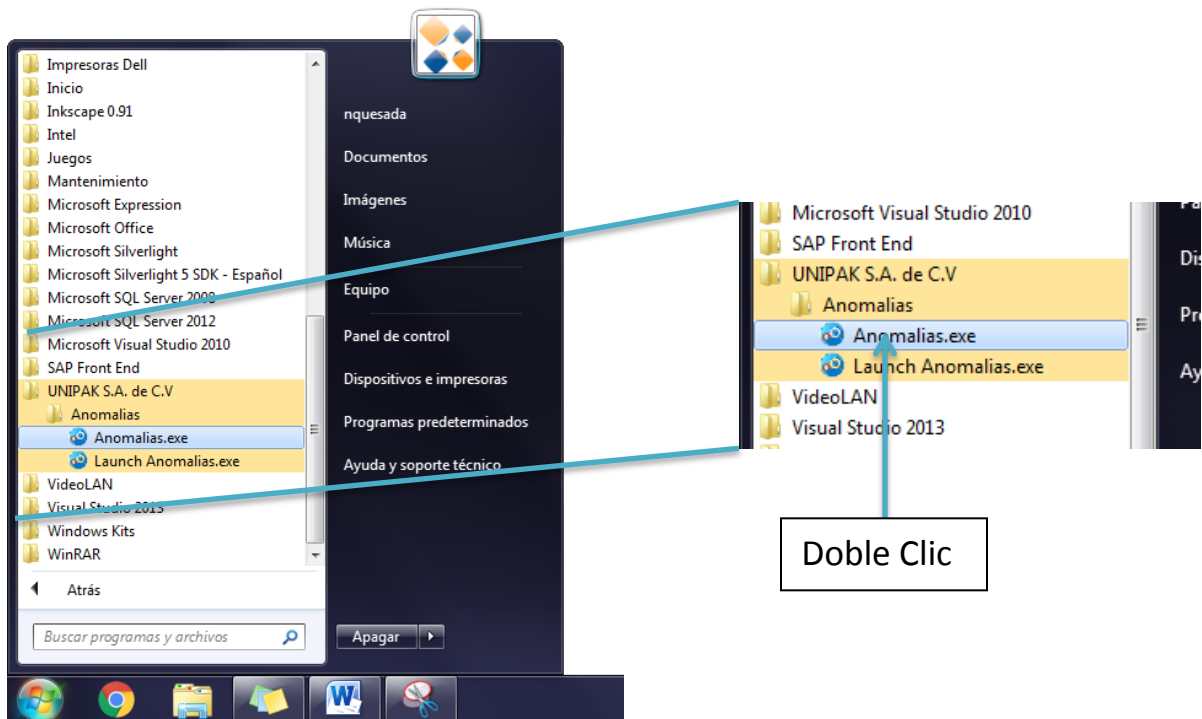 Impresoras Dell
Inicio
Inkscape 0.91
Intel
Juegos
Mantenimiento
Microsoft Expression
Microsoft Office
Microsoft Silverlight
Microsoft Silverlight 5 SDK - Español
Microsoft SQL Server 2008
Microsoft SQL Server 2012
Microsoft Visual Studio 2010
SAP Front End
UNIPAK S.A. de C.V
Anomalias
Anomalias.exe
Launch Anomalias.exe
VideoLAN
Visual Studio 2013
Windows Kits
WinRAR
Atrás
Buscar programas y archivos
nquesada
Documentos
Imágenes
Música
Equipo
Panel de control
Dispositivos e impresoras
Programas predeterminados
Ayuda y soporte técnico
Apagar
Microsoft Visual Studio 2010
SAP Front End
UNIPAK S.A. de C.V
Anomalias
Anomalias.exe
Launch Anomalias.exe
VideoLAN
Visual Studio 2013
Pa
Dis
Pro
Ay
Doble Clic